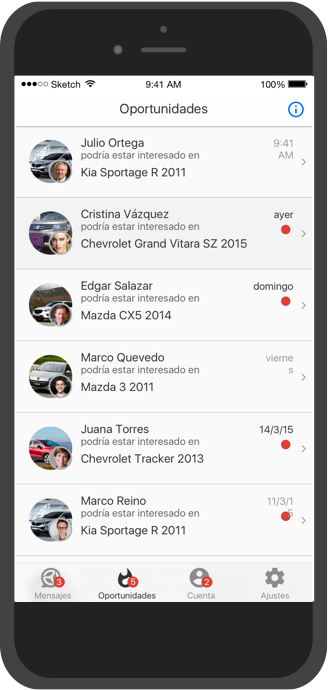 Sketch 9:41 AM 100%
Oportunidades
Julio Ortega 9:41
podría estar interesado en AM
Kia Sportage R 2011
Cristina Vázquez ayer
podría estar interesado en
Chevrolet Grand Vitara SZ 2015
Edgar Salazar domingo
podría estar interesado en
Mazda CX5 2014
Marco Quevedo vierne
podría estar interesado en s
Mazda 3 2011
Juana Torres 14/3/15
podría estar interesado en
Chevrolet Tracker 2013
Marco Reino 11/3/1
podría estar interesado en 5
Kia Sportage R 2011
3 5 2
Mensajes Oportunidades Cuenta Ajustes